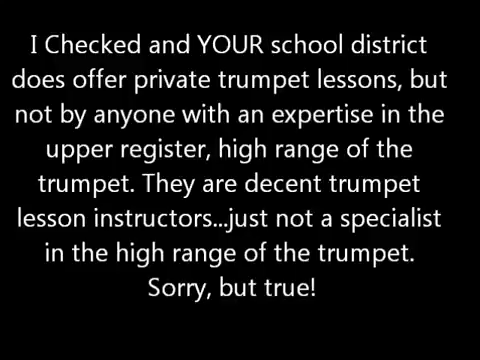 I Checked and YOUR school district
does offer private trumpet lessons, but
not by anyone with an expertise in the
upper register, high range of the
trumpet. They are decent trumpet
lesson instructors...just not a specialist
in the high range of the trumpet.
Sorry, but true!